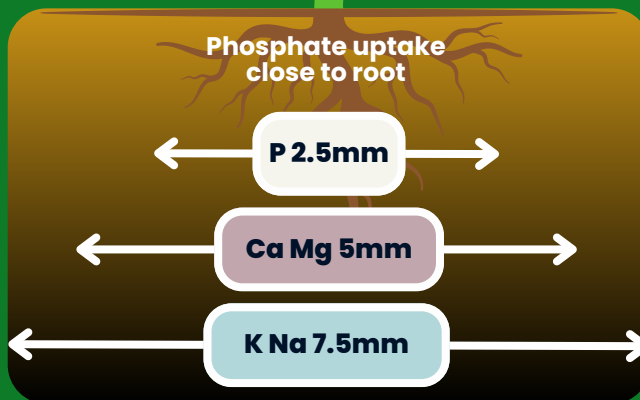 Phosphate uptake
close to root
P 2.5mm
Ca Mg 5mm
K Na 7.5mm